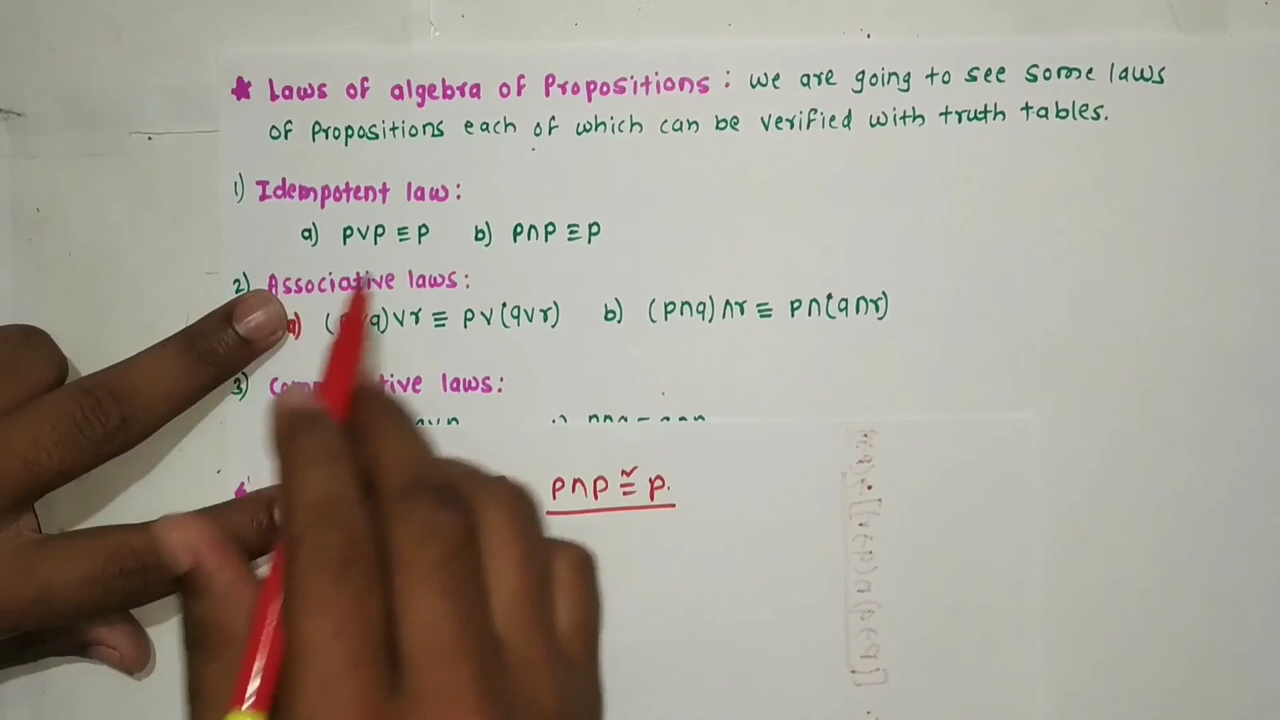 ★ Laws of algebra of Propositions : we are going to see some laws
of Propositions each of which can be verified with truth tables.
1) Idempotent law:
a) p∨p ≡ p b) p∩p ≡ p
2) Associative laws:
a) q)∨r ≡ p∨(q∨r) b) (p∩q)∩r ≡ p∩(q∩r)
3) laws:
p∩p ≅ p.